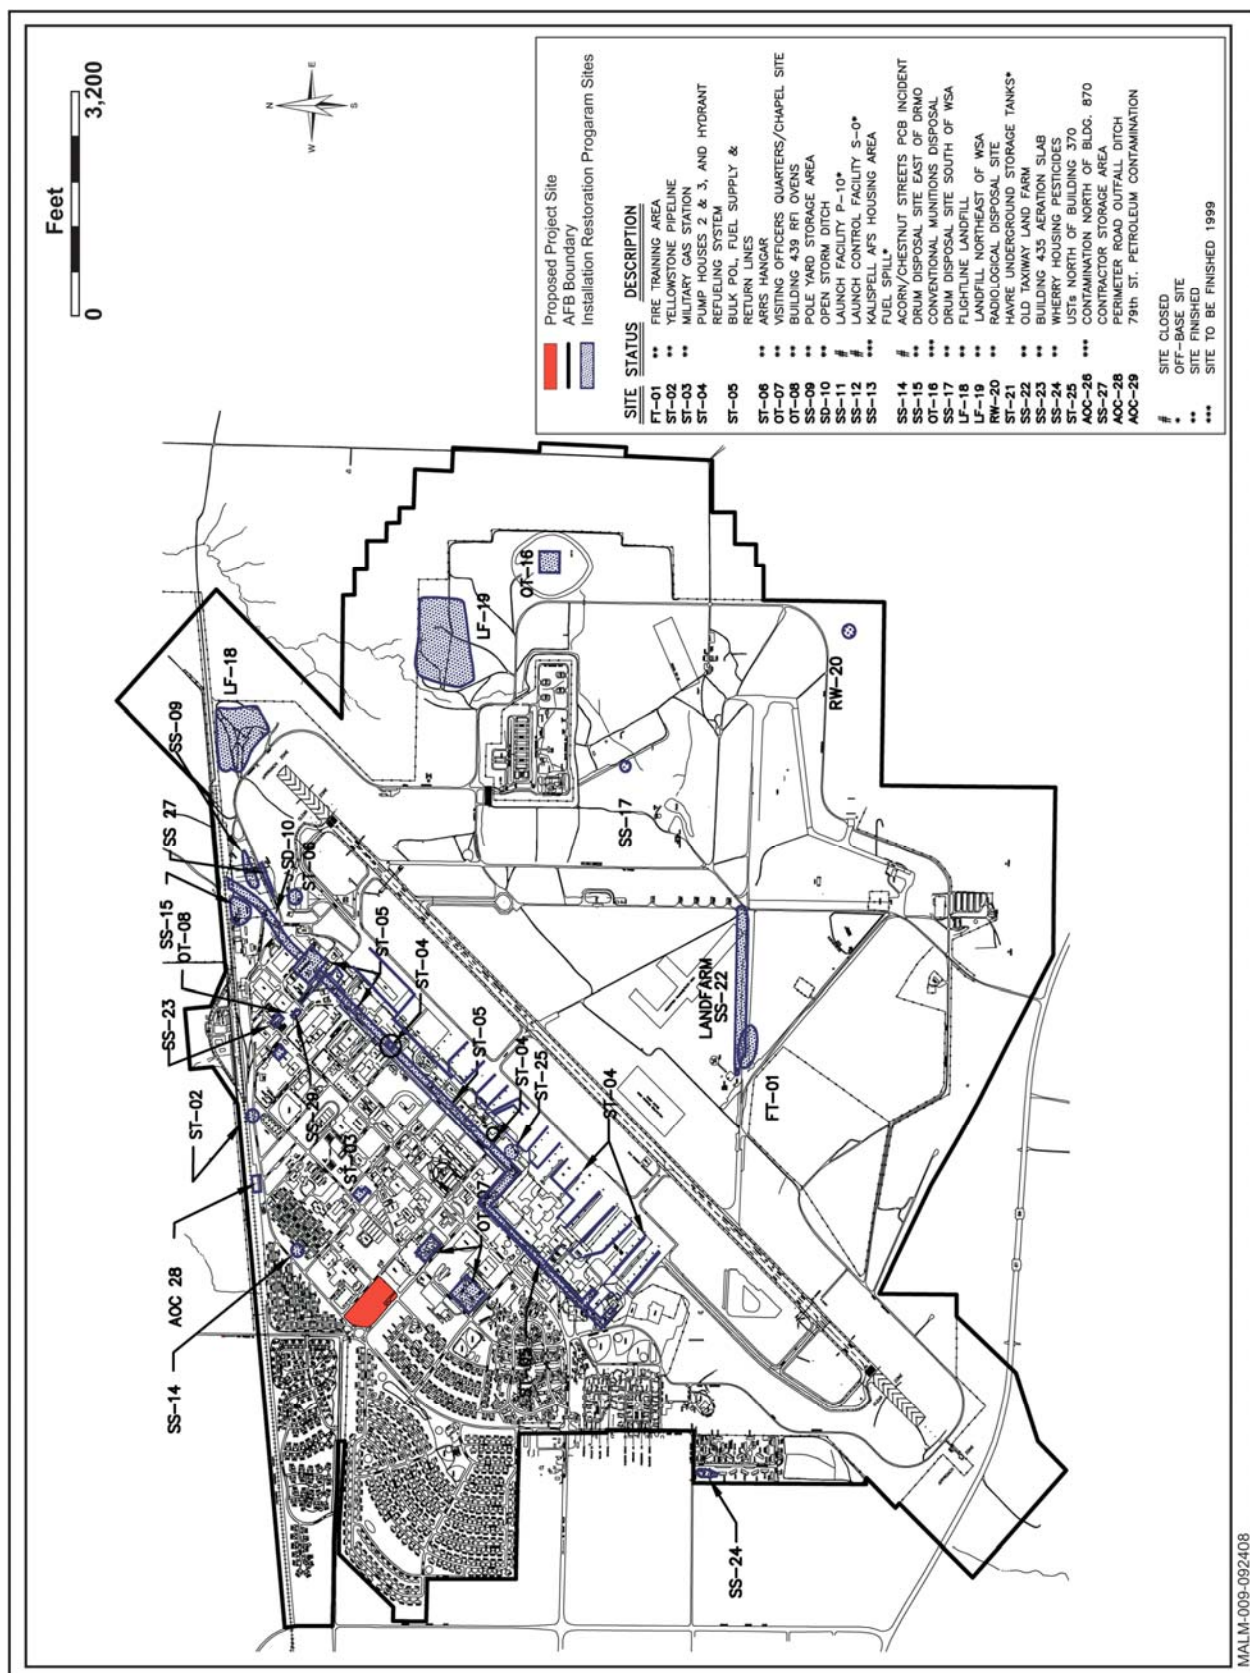 Feet
0 3,200
N
W E
S
Proposed Project Site
AFB Boundary
Installation Restoration Progaram Sites
SITE STATUS DESCRIPTION
FT-01 ** FIRE TRAINING AREA
ST-02 ** YELLOWSTONE PIPELINE
ST-03 ** MILITARY GAS STATION
ST-04 PUMP HOUSES 2 & 3, AND HYDRANT
REFUELING SYSTEM
ST-05 BULK POL, FUEL SUPPLY &
RETURN LINES
ST-06 ** ARRS HANGAR
OT-07 ** VISITING OFFICERS QUARTERS/CHAPEL SITE
OT-08 ** BUILDING 439 RFI OVENS
SS-09 ** POLE YARD STORAGE AREA
SD-10 ** OPEN STORM DITCH
SS-11 # LAUNCH FACILITY P-10*
SS-12 # LAUNCH CONTROL FACILITY S-0*
SS-13 *** KALISPELL AFS HOUSING AREA
FUEL SPILL*
SS-14 # ACORN/CHESTNUT STREETS PCB INCIDENT
SS-15 ** DRUM DISPOSAL SITE EAST OF DRMO
OT-16 *** CONVENTIONAL MUNITIONS DISPOSAL
SS-17 ** DRUM DISPOSAL SITE SOUTH OF WSA
LF-18 ** FLIGHTLINE LANDFILL
LF-19 ** LANDFILL NORTHEAST OF WSA
RW-20 ** RADIOLOGICAL DISPOSAL SITE
ST-21 HAVRE UNDERGROUND STORAGE TANKS*
SS-22 ** OLD TAXIWAY LAND FARM
SS-23 ** BUILDING 435 AERATION SLAB
SS-24 ** WHERRY HOUSING PESTICIDES
ST-25 USTs NORTH OF BUILDING 370
AOC-26 *** CONTAMINATION NORTH OF BLDG. 870
SS-27 CONTRACTOR STORAGE AREA
AOC-28 PERIMETER ROAD OUTFALL DITCH
AOC-29 79th ST. PETROLEUM CONTAMINATION
# SITE CLOSED
* OFF-BASE SITE
** SITE FINISHED
*** SITE TO BE FINISHED 1999
SS-14
AOC 28
ST-02
SS-23
OT-08
SS-15
SS 27
SS-09
LF-18
SD-10
ST-06
ST-05
ST-04
SS-29
ST-03
ST-05
ST-04
ST-25
OT-07
ST-04
ST-05
LF-19
OT-16
SS-17
RW-20
LANDFARM
SS-22
FT-01
SS-24
MALM-009-092408